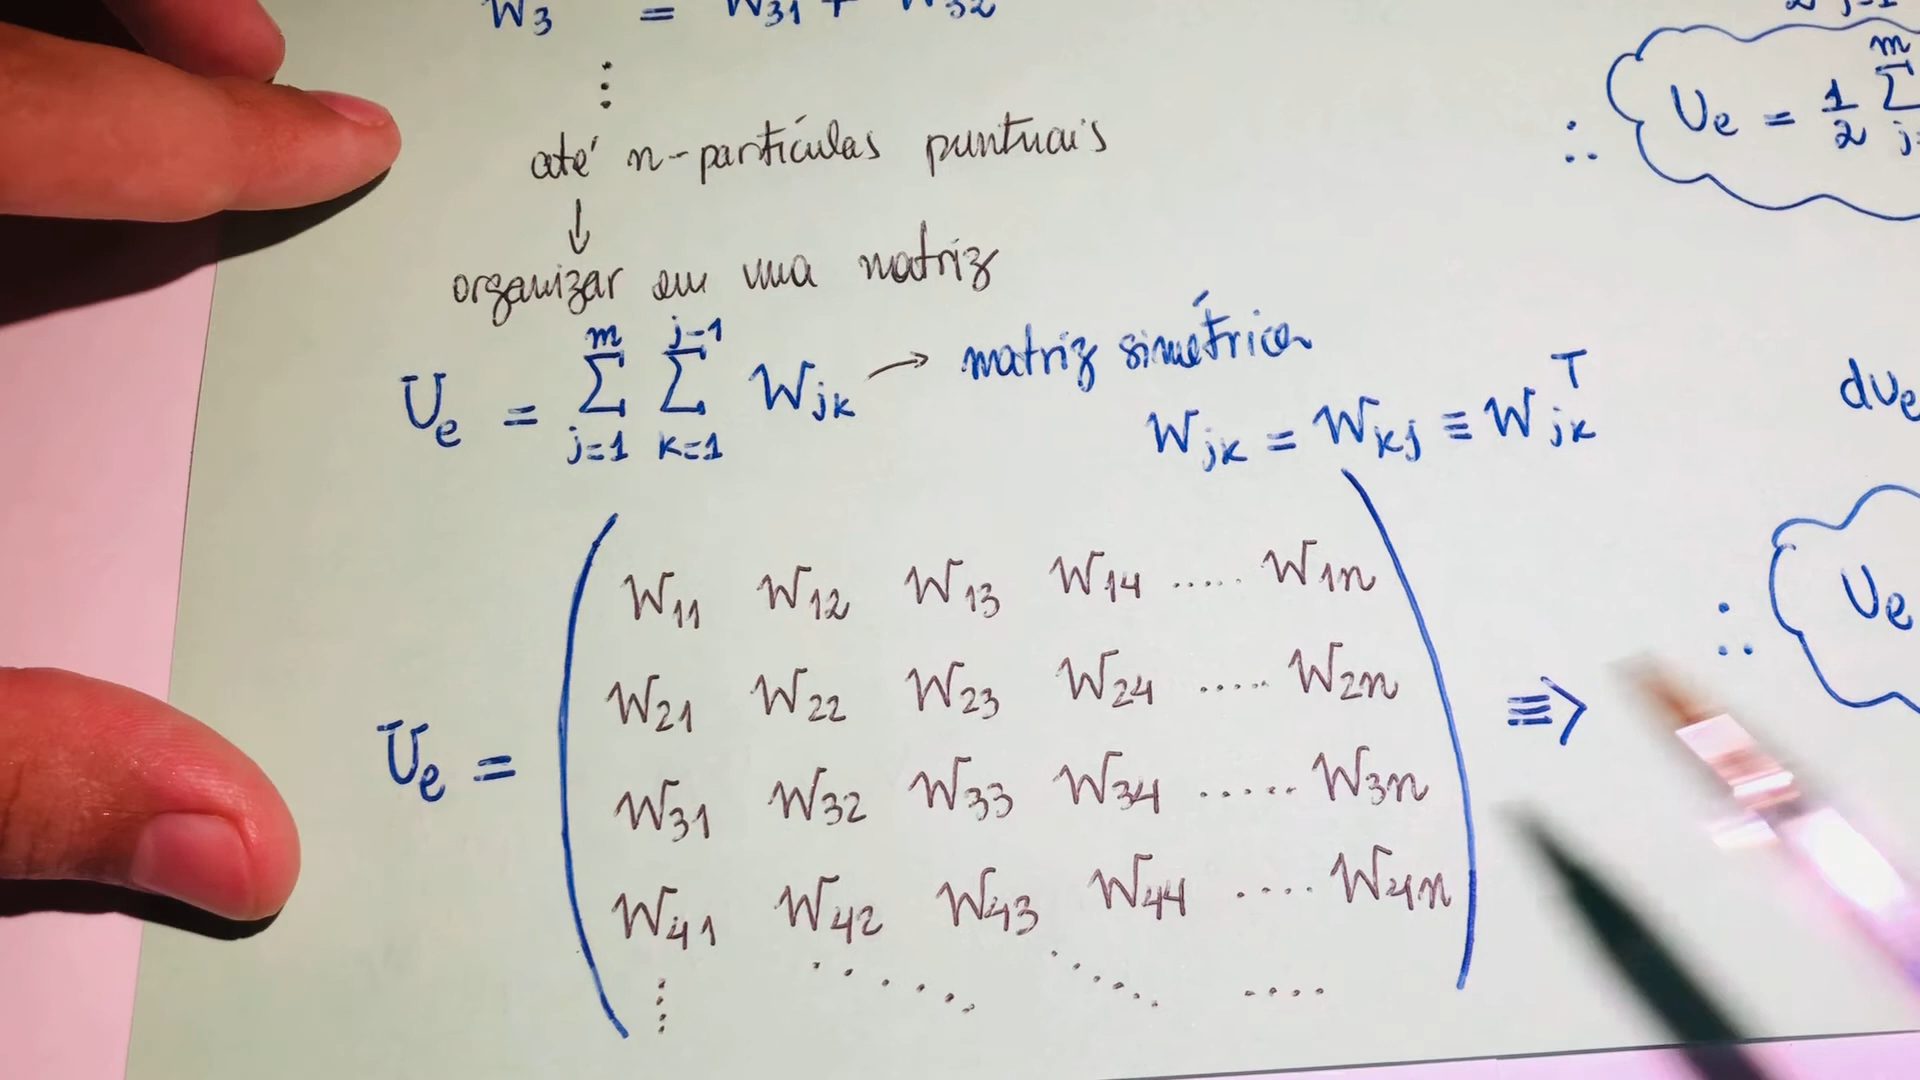 W₃ = W₃₁ + W₃₂
⋮
até n-partículas puntuais
↓
organizar em uma matriz
Uₑ = Σ_{j=1}^{m} Σ_{k=1}^{j-1} W_{jk} → matriz simétrica
W_{jk} = W_{kj} ≡ W_{jk}^T
Uₑ = ( W₁₁ W₁₂ W₁₃ W₁₄ ..... W₁ₙ
W₂₁ W₂₂ W₂₃ W₂₄ ..... W₂ₙ
W₃₁ W₃₂ W₃₃ W₃₄ ..... W₃ₙ
W₄₁ W₄₂ W₄₃ W₄₄ .... W₄ₙ
⋮ ...... ..... .... ) ≡>
∴ Uₑ = 1/2 Σ^{m}
dUₑ
∴ Uₑ